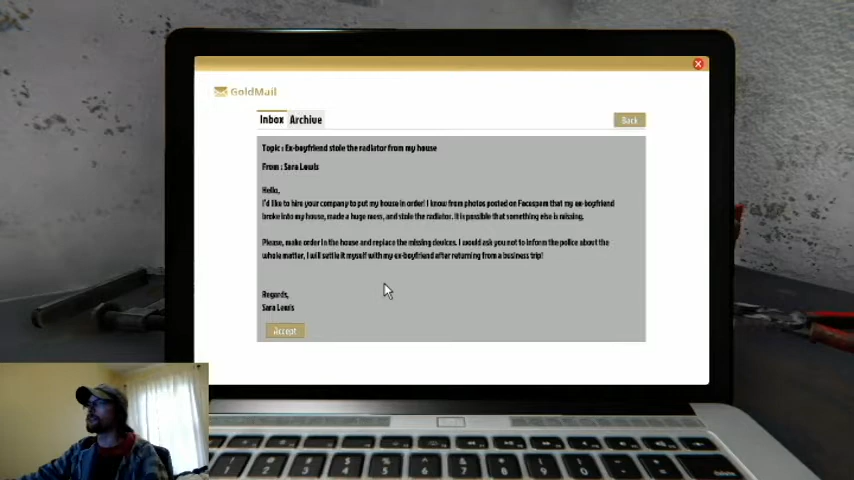 GoldMail
Inbox Archive Back
Topic : Ex-boyfriend stole the radiator from my house
From : Sara Lewis
Hello,
I'd like to hire your company to put my house in order! I know from photos posted on Facespam that my ex-boyfriend
broke into my house, made a huge mess, and stole the radiator. It is possible that something else is missing.
Please, make order in the house and replace the missing devices. I would ask you not to inform the police about the
whole matter, I will settle it myself with my ex-boyfriend after returning from a business trip!
Regards,
Sara Lewis
Accept